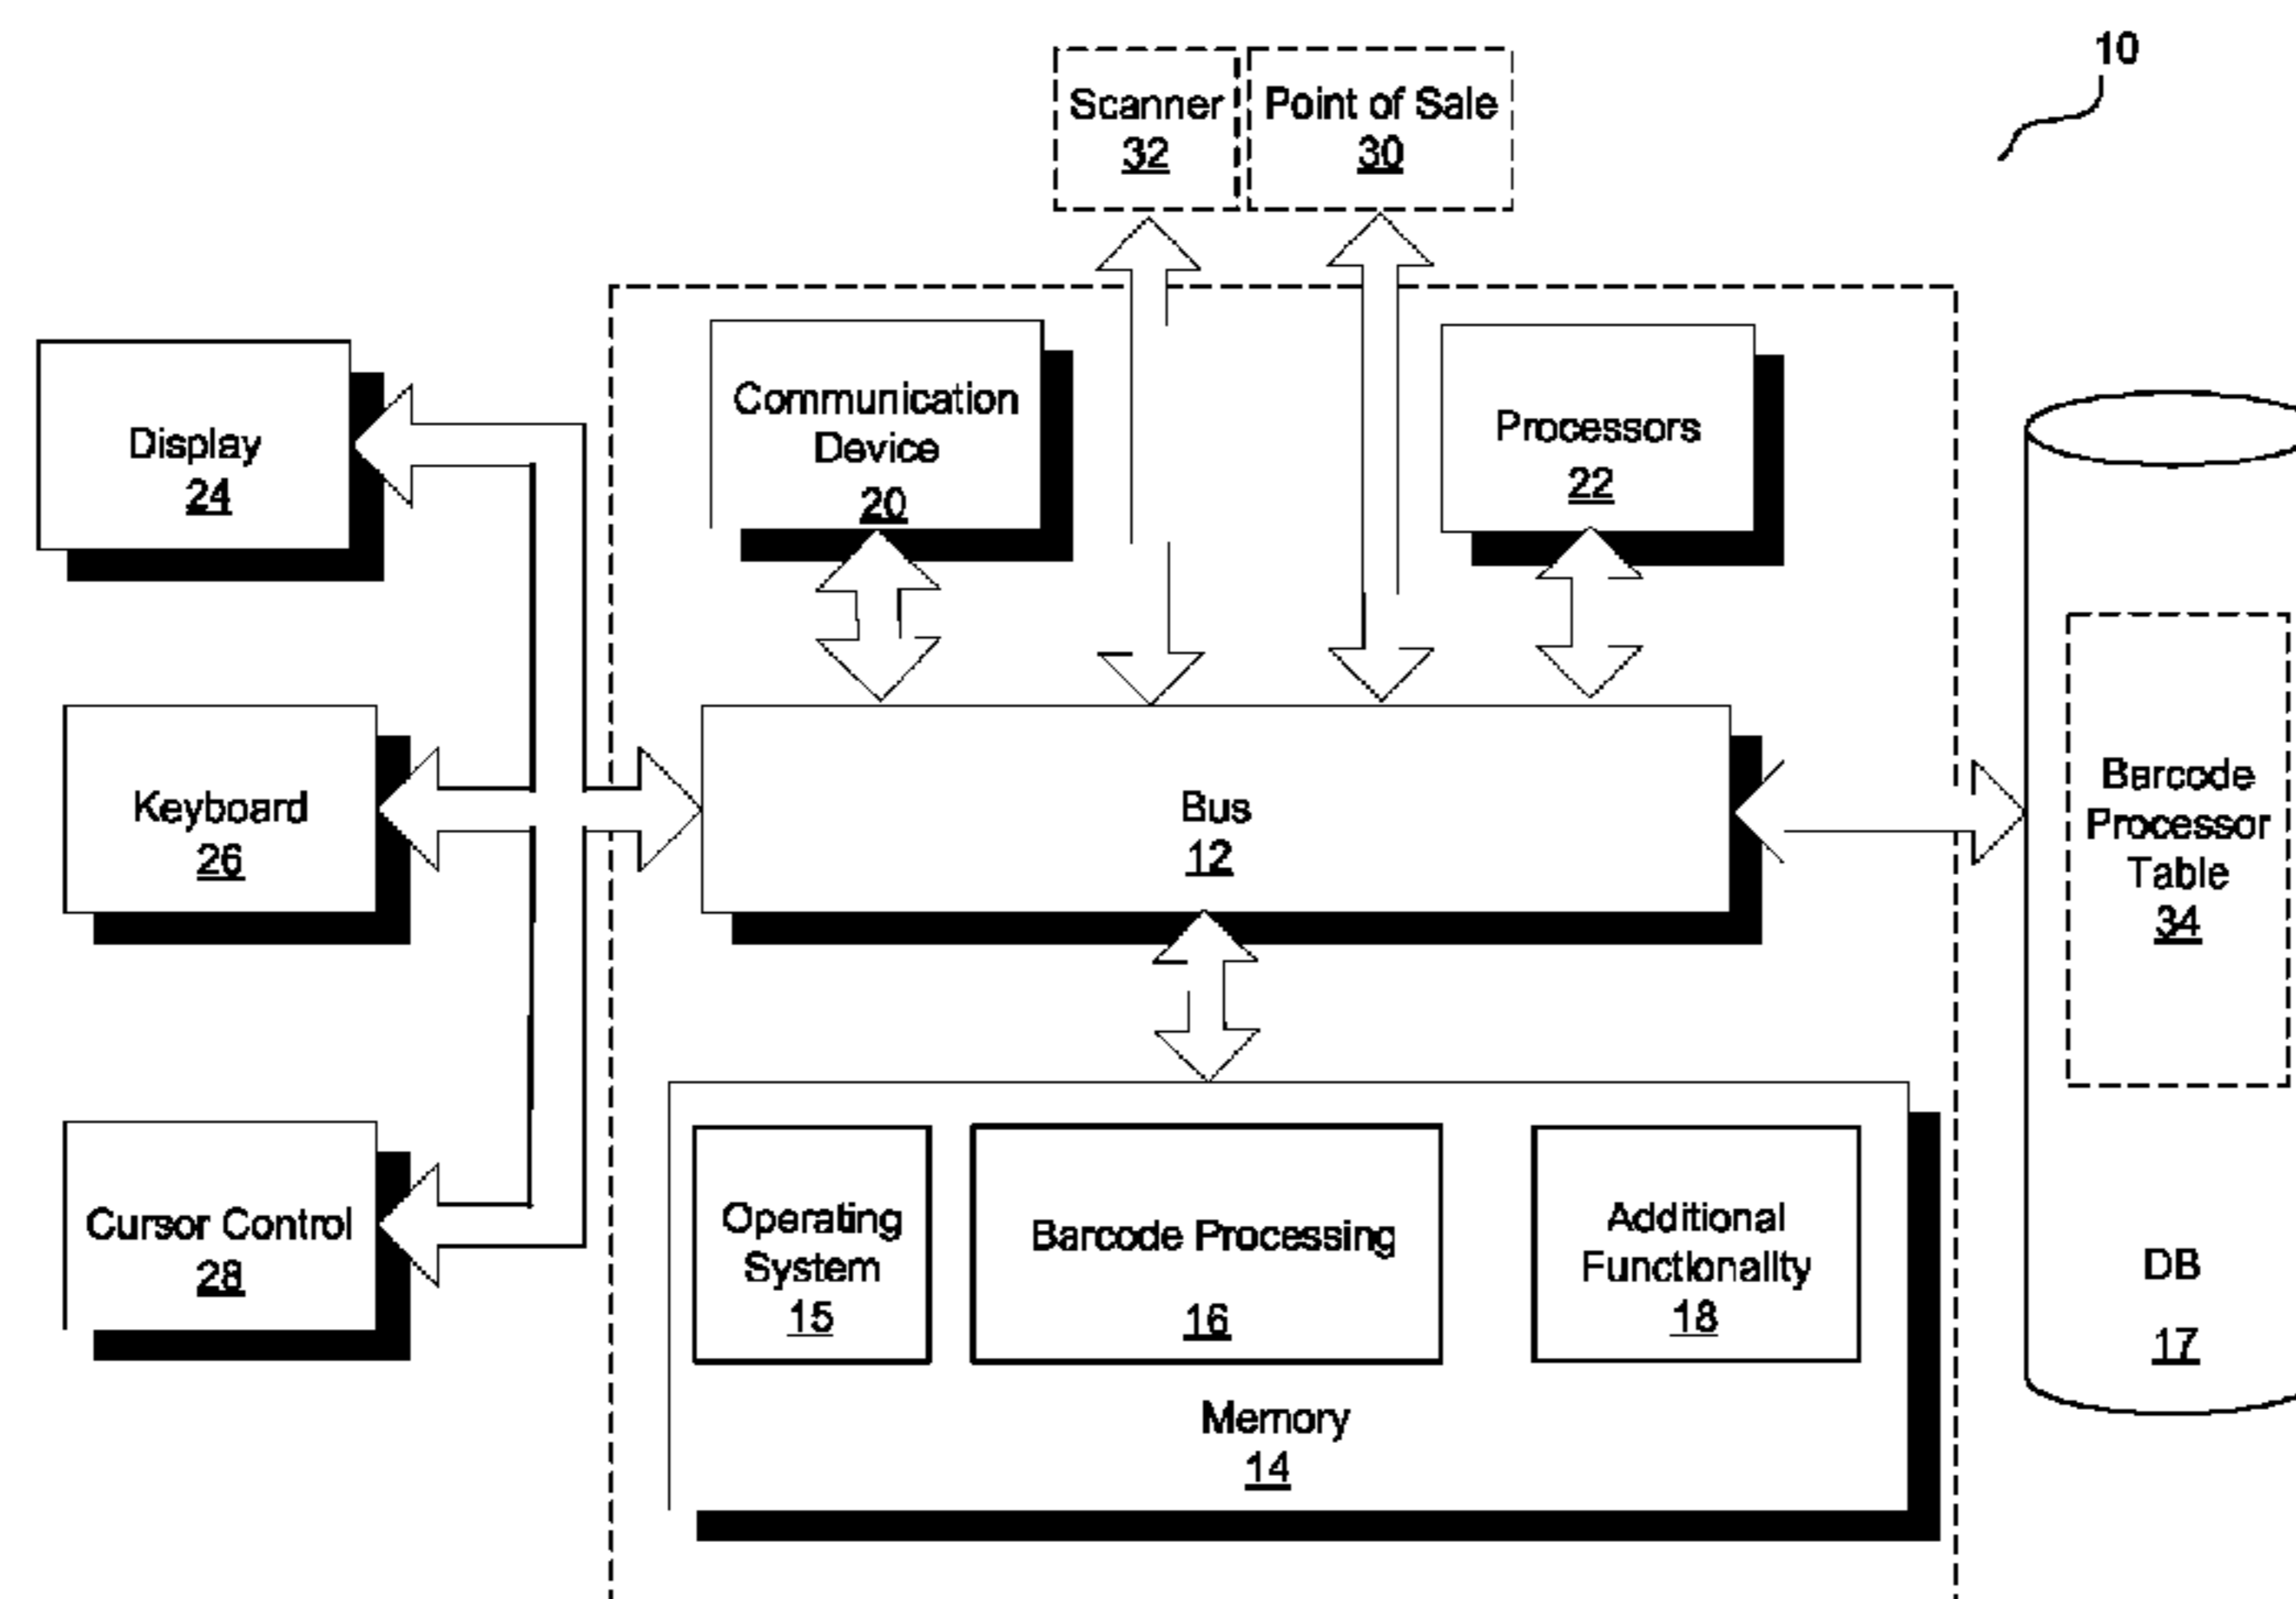 10
Scanner
32
Point of Sale
30
Display
24
Communication
Device
20
Processors
22
Keyboard
26
Bus
12
Barcode
Processor
Table
34
Cursor Control
28
Operating
System
15
Barcode Processing
16
Additional
Functionality
18
Memory
14
DB
17